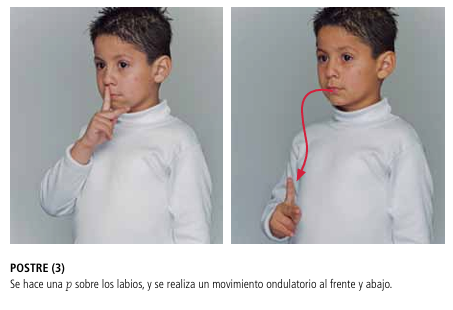 POSTRE (3)
Se hace una p sobre los labios, y se realiza un movimiento ondulatorio al frente y abajo.